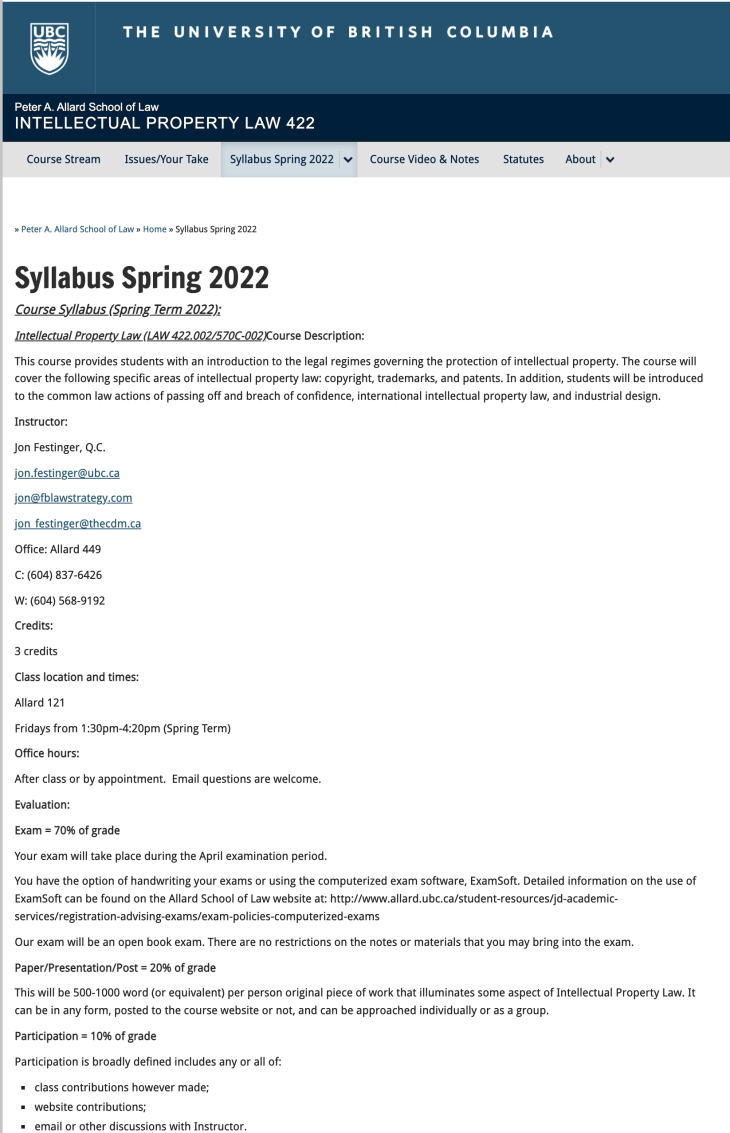 UBC
THE UNIVERSITY OF BRITISH COLUMBIA
Peter A. Allard School of Law
INTELLECTUAL PROPERTY LAW 422
Course Stream Issues/Your Take Syllabus Spring 2022 Course Video & Notes Statutes About
» Peter A. Allard School of Law » Home » Syllabus Spring 2022
Syllabus Spring 2022
Course Syllabus (Spring Term 2022):
Intellectual Property Law (LAW 422.002/570C-002)Course Description:
This course provides students with an introduction to the legal regimes governing the protection of intellectual property. The course will
cover the following specific areas of intellectual property law: copyright, trademarks, and patents. In addition, students will be introduced
to the common law actions of passing off and breach of confidence, international intellectual property law, and industrial design.
Instructor:
Jon Festinger, Q.C.
jon.festinger@ubc.ca
jon@fblawstrategy.com
jon_festinger@thecdm.ca
Office: Allard 449
C: (604) 837-6426
W: (604) 568-9192
Credits:
3 credits
Class location and times:
Allard 121
Fridays from 1:30pm-4:20pm (Spring Term)
Office hours:
After class or by appointment.  Email questions are welcome.
Evaluation:
Exam = 70% of grade
Your exam will take place during the April examination period.
You have the option of handwriting your exams or using the computerized exam software, ExamSoft. Detailed information on the use of
ExamSoft can be found on the Allard School of Law website at: http://www.allard.ubc.ca/student-resources/jd-academic-
services/registration-advising-exams/exam-policies-computerized-exams
Our exam will be an open book exam. There are no restrictions on the notes or materials that you may bring into the exam.
Paper/Presentation/Post = 20% of grade
This will be 500-1000 word (or equivalent) per person original piece of work that illuminates some aspect of Intellectual Property Law. It
can be in any form, posted to the course website or not, and can be approached individually or as a group.
Participation = 10% of grade
Participation is broadly defined includes any or all of:
▪ class contributions however made;
▪ website contributions;
▪ email or other discussions with Instructor.